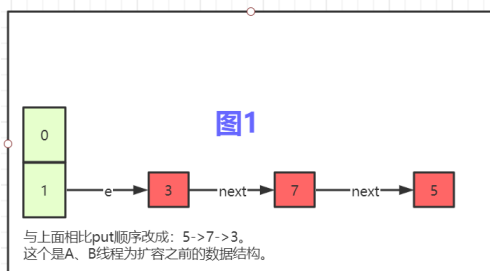 图1
0
1 e 3 next 7 next 5
与上面相比put顺序改成：5->7->3。
这个是A、B线程为扩容之前的数据结构。